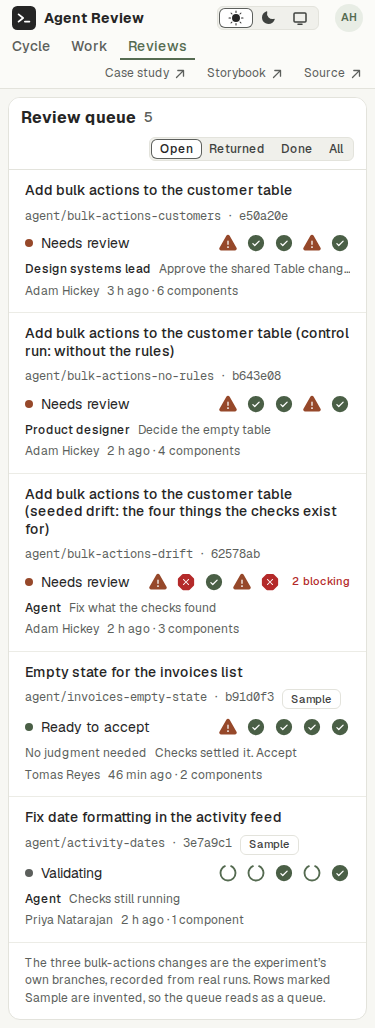 Agent Review
AH
Cycle Work Reviews
Case study Storybook Source
Review queue 5
Open Returned Done All
Add bulk actions to the customer table
agent/bulk-actions-customers · e50a20e
Needs review
Design systems lead Approve the shared Table chang…
Adam Hickey 3 h ago · 6 components
Add bulk actions to the customer table (control
run: without the rules)
agent/bulk-actions-no-rules · b643e08
Needs review
Product designer Decide the empty table
Adam Hickey 2 h ago · 4 components
Add bulk actions to the customer table
(seeded drift: the four things the checks exist
for)
agent/bulk-actions-drift · 62578ab
Needs review 2 blocking
Agent Fix what the checks found
Adam Hickey 2 h ago · 3 components
Empty state for the invoices list
agent/invoices-empty-state · b91d0f3 Sample
Ready to accept
No judgment needed Checks settled it. Accept
Tomas Reyes 46 min ago · 2 components
Fix date formatting in the activity feed
agent/activity-dates · 3e7a9c1 Sample
Validating
Agent Checks still running
Priya Natarajan 2 h ago · 1 component
The three bulk-actions changes are the experiment's
own branches, recorded from real runs. Rows marked
Sample are invented, so the queue reads as a queue.